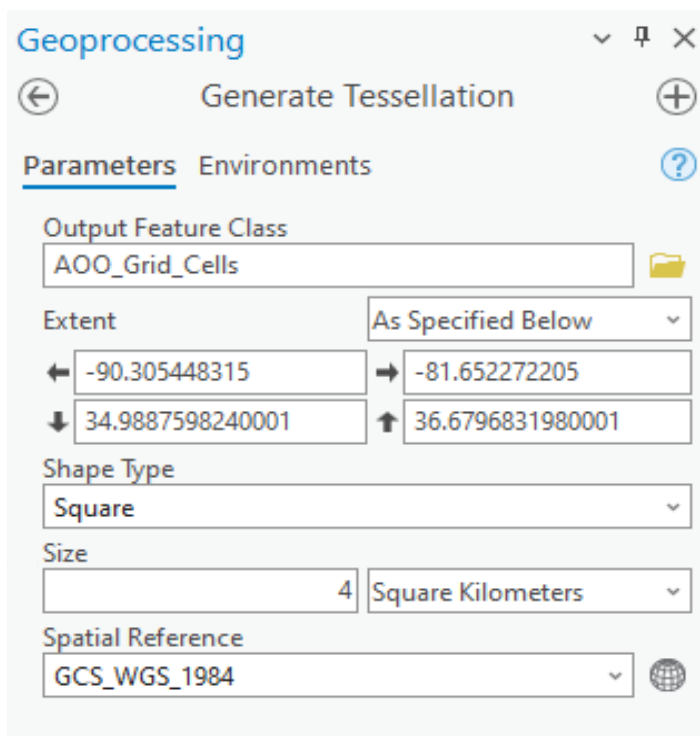 Geoprocessing
Generate Tessellation
Parameters Environments
Output Feature Class
AOO_Grid_Cells
Extent As Specified Below
-90.305448315 -81.652272205
34.9887598240001 36.6796831980001
Shape Type
Square
Size
4 Square Kilometers
Spatial Reference
GCS_WGS_1984